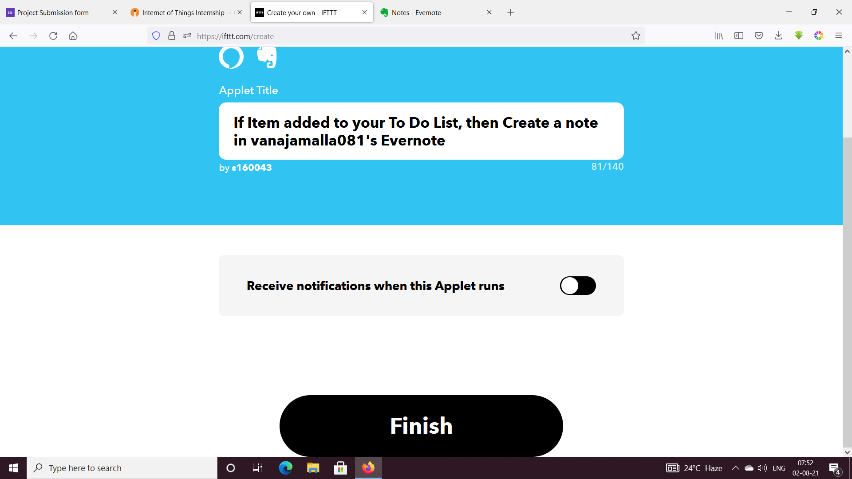 Project Submission form
Internet of Things Internship
Create your own - IFTTT
Notes - Evernote
https://ifttt.com/create
Applet Title
If Item added to your To Do List, then Create a note
in vanajamalla081's Evernote
by s160043
81/140
Receive notifications when this Applet runs
Finish
Type here to search
24°C Haze
ENG
07:52
02-08-21
4